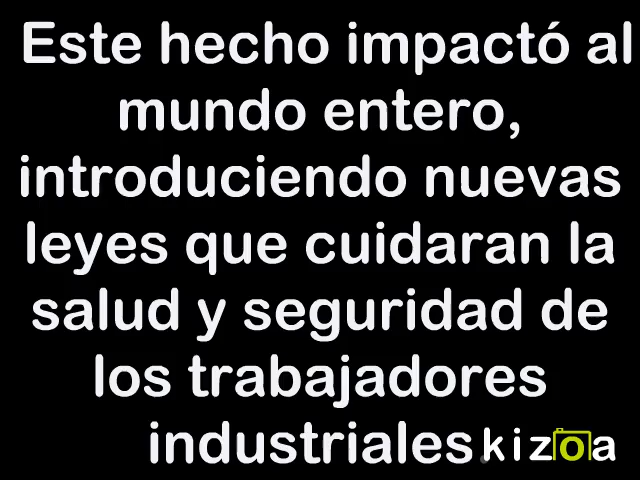 Este hecho impactó al
mundo entero,
introduciendo nuevas
leyes que cuidaran la
salud y seguridad de
los trabajadores
industriales.
kizoa